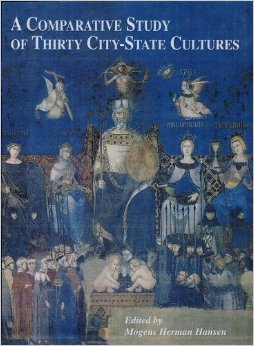 A COMPARATIVE STUDY
OF THIRTY CITY-STATE CULTURES
Edited by
Mogens Herman Hansen